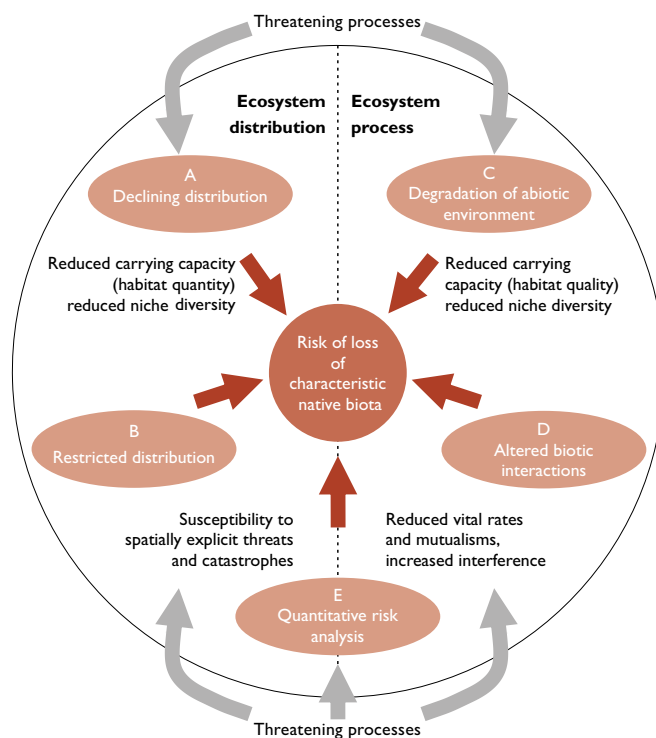 Threatening processes
Ecosystem
distribution
Ecosystem
process
A
Declining distribution
C
Degradation of abiotic
environment
Reduced carrying capacity
(habitat quantity)
reduced niche diversity
Reduced carrying
capacity (habitat quality)
reduced niche diversity
Risk of loss
of
characteristic
native biota
B
Restricted distribution
D
Altered biotic
interactions
Susceptibility to
spatially explicit threats
and catastrophes
Reduced vital rates
and mutualisms,
increased interference
E
Quantitative risk
analysis
Threatening processes